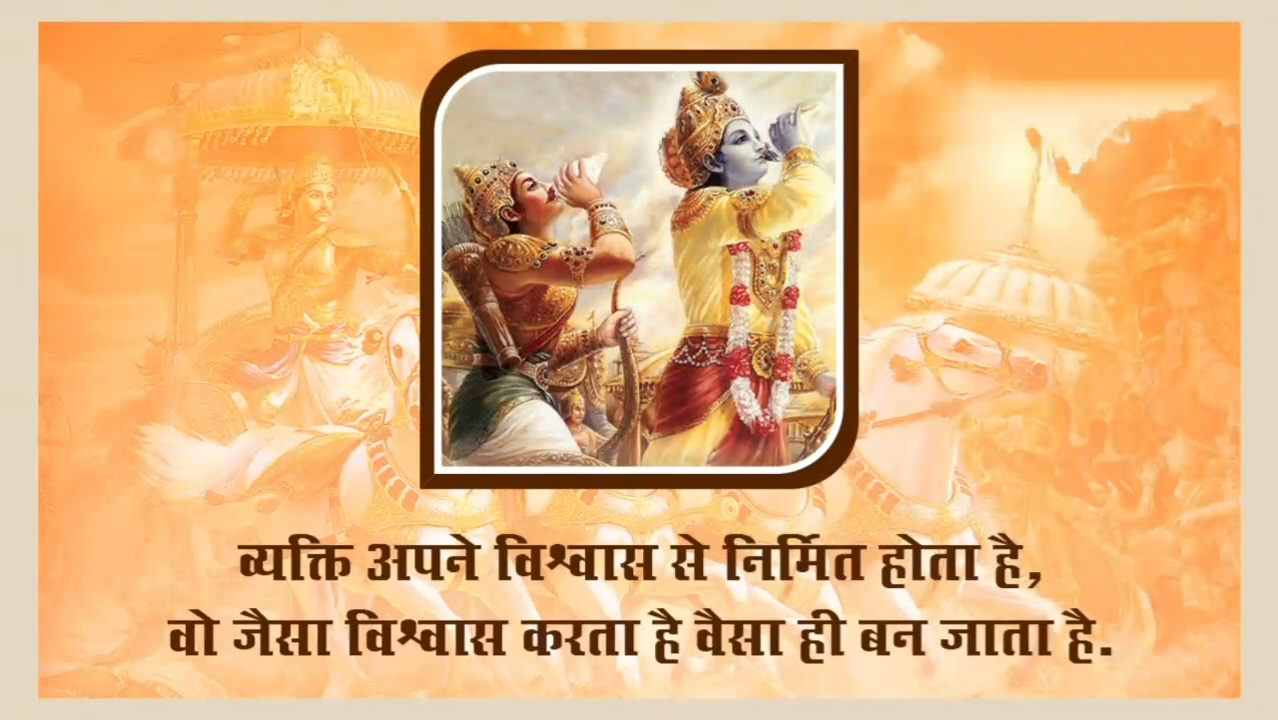 व्यक्ति अपने विश्वास से निर्मित होता है,
वो जैसा विश्वास करता है वैसा ही बन जाता है.